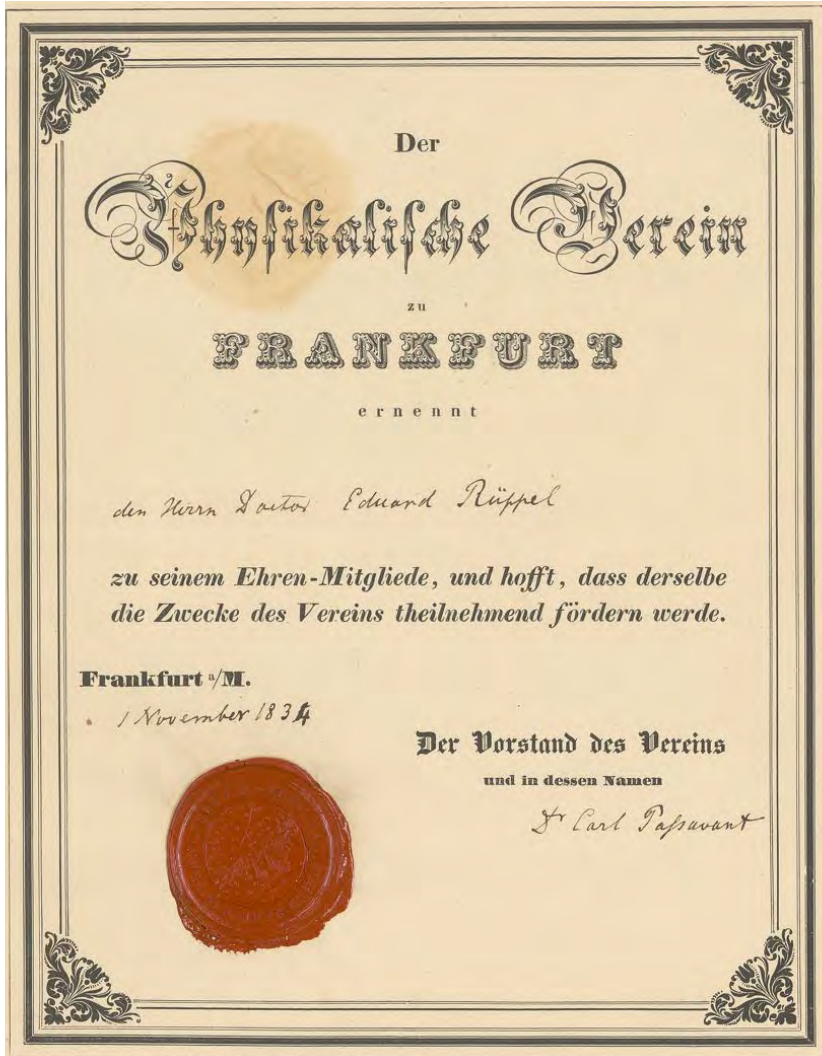 Der
Physikalische Verein
zu
FRANKFURT
ernennt
den Herrn Doctor Eduard Rüppel
zu seinem Ehren-Mitgliede, und hofft, dass derselbe
die Zwecke des Vereins theilnehmend fördern werde.
Frankfurt a/M.
1 November 1834
Der Vorstand des Vereins
und in dessen Namen
Dr Carl Passavant